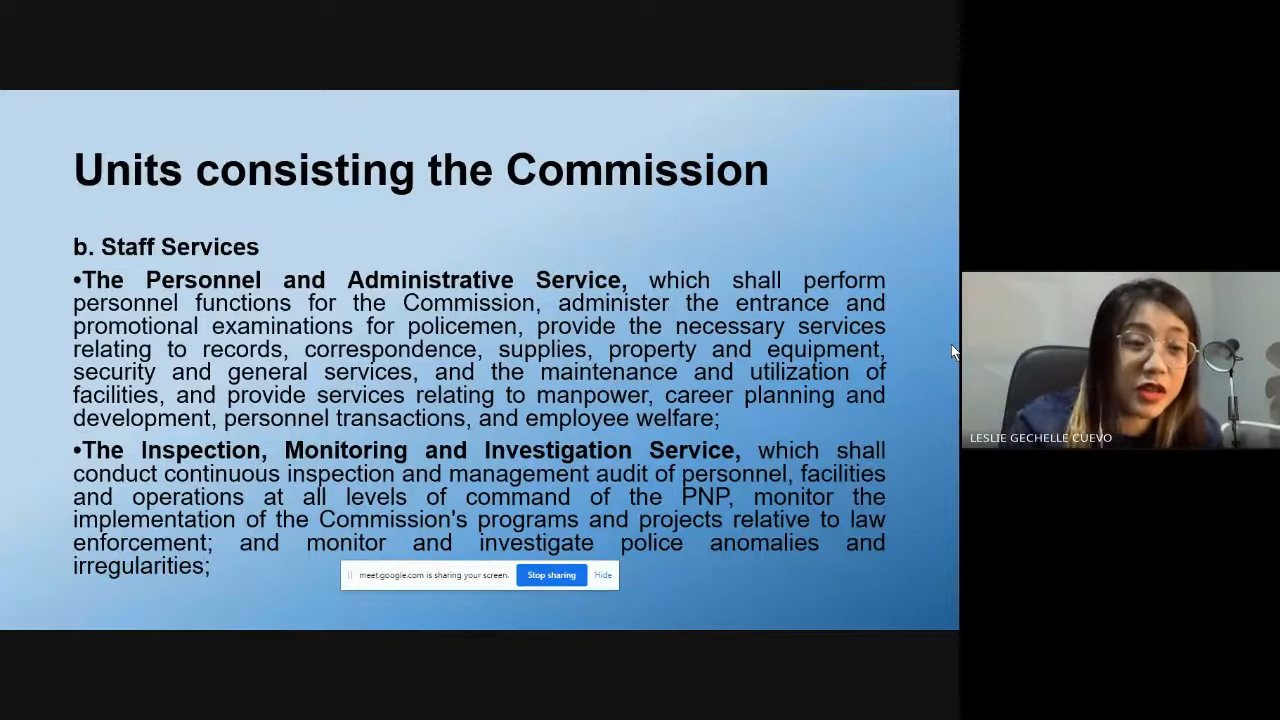 Units consisting the Commission
b. Staff Services
•The Personnel and Administrative Service, which shall perform
personnel functions for the Commission, administer the entrance and
promotional examinations for policemen, provide the necessary services
relating to records, correspondence, supplies, property and equipment,
security and general services, and the maintenance and utilization of
facilities, and provide services relating to manpower, career planning and
development, personnel transactions, and employee welfare;
•The Inspection, Monitoring and Investigation Service, which shall
conduct continuous inspection and management audit of personnel, facilities
and operations at all levels of command of the PNP, monitor the
implementation of the Commission's programs and projects relative to law
enforcement; and monitor and investigate police anomalies and
irregularities;
meet.google.com is sharing your screen. Stop sharing Hide
LESLIE GECHELLE CUEVO